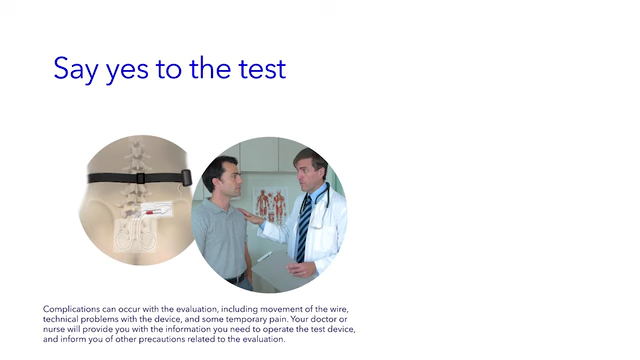 Say yes to the test
Complications can occur with the evaluation, including movement of the wire,
technical problems with the device, and some temporary pain. Your doctor or
nurse will provide you with the information you need to operate the test device,
and inform you of other precautions related to the evaluation.